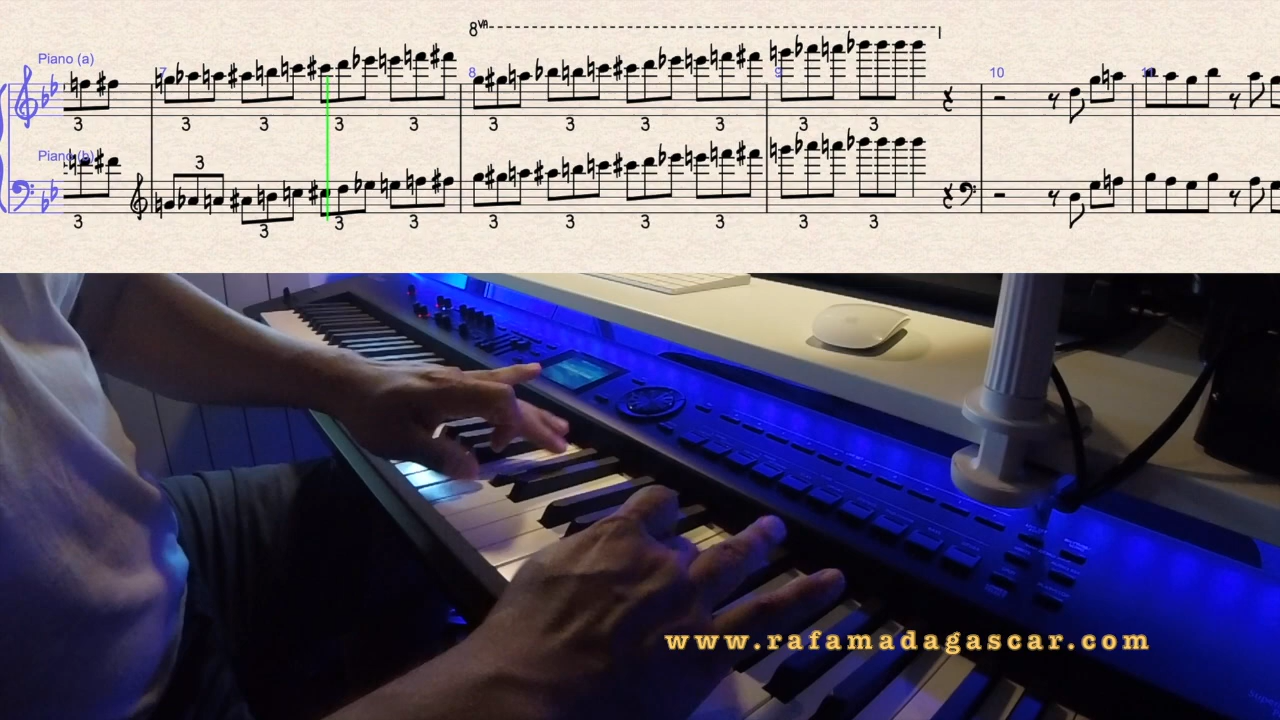 8va
Piano (a)
7
8
9
10
11
3 3 3 3 3 3 3 3 3 3 3
Piano (b)
3
3 3 3 3 3 3 3 3 3 3
www.rafamadagascar.com